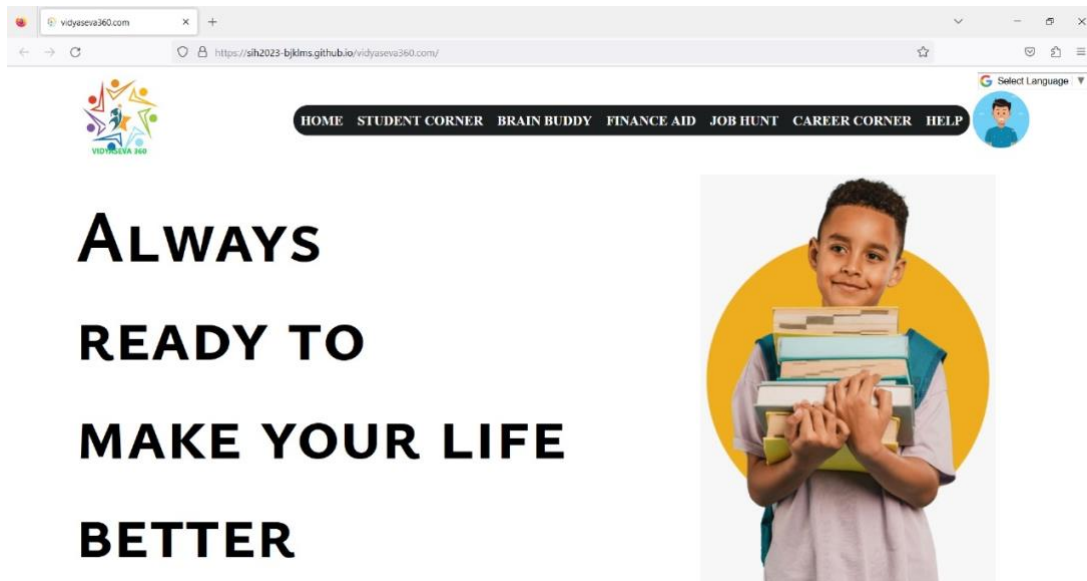 vidyaseva360.com
https://sih2023-bjklms.github.io/vidyaseva360.com/
Select Language
VIDYASEVA 360
HOME STUDENT CORNER BRAIN BUDDY FINANCE AID JOB HUNT CAREER CORNER HELP
ALWAYS
READY TO
MAKE YOUR LIFE
BETTER